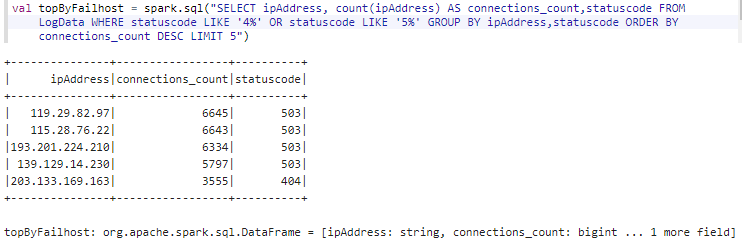 val topByFailhost = spark.sql("SELECT ipAddress, count(ipAddress) AS connections_count,statuscode FROM
LogData WHERE statuscode LIKE '4%' OR statuscode LIKE '5%' GROUP BY ipAddress,statuscode ORDER BY
connections_count DESC LIMIT 5")
+---------------+-----------------+----------+
|      ipAddress|connections_count|statuscode|
+---------------+-----------------+----------+
|   119.29.82.97|             6645|       503|
|   115.28.76.22|             6643|       503|
|193.201.224.210|             6334|       503|
| 139.129.14.230|             5797|       503|
|203.133.169.163|             3555|       404|
+---------------+-----------------+----------+
topByFailhost: org.apache.spark.sql.DataFrame = [ipAddress: string, connections_count: bigint ... 1 more field]